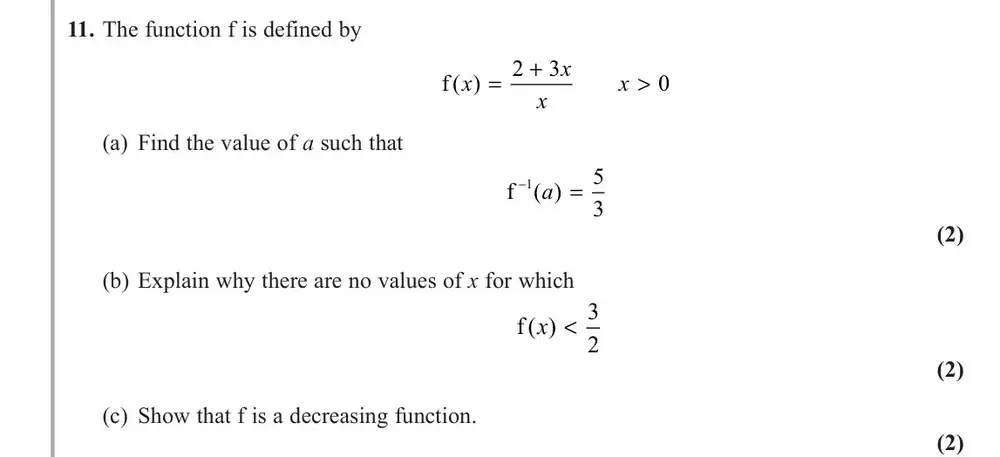 11. The function f is defined by
f(x) = (2 + 3x)/x    x > 0
(a) Find the value of a such that
f⁻¹(a) = 5/3
(2)
(b) Explain why there are no values of x for which
f(x) < 3/2
(2)
(c) Show that f is a decreasing function.
(2)